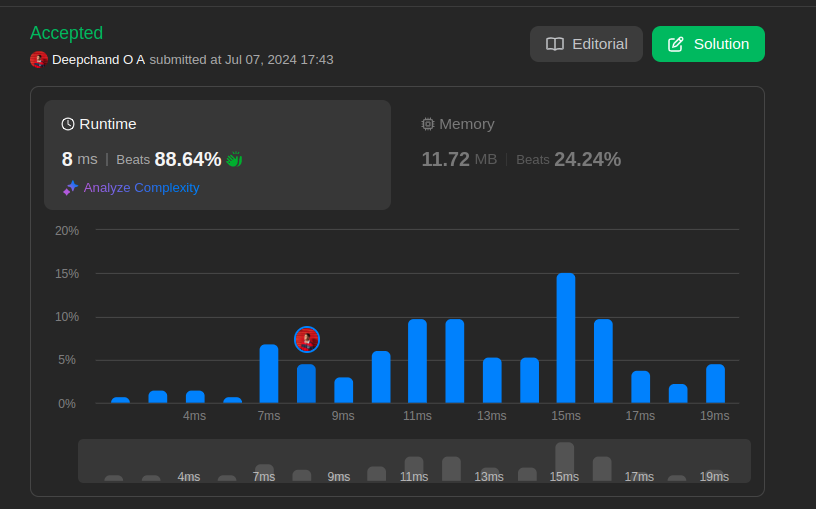 Accepted
Editorial
Solution
Deepchand O A submitted at Jul 07, 2024 17:43
Runtime
Memory
8 ms | Beats 88.64%
11.72 MB | Beats 24.24%
Analyze Complexity
20%
15%
10%
5%
0%
4ms 7ms 9ms 11ms 13ms 15ms 17ms 19ms
4ms 7ms 9ms 11ms 13ms 15ms 17ms 19ms